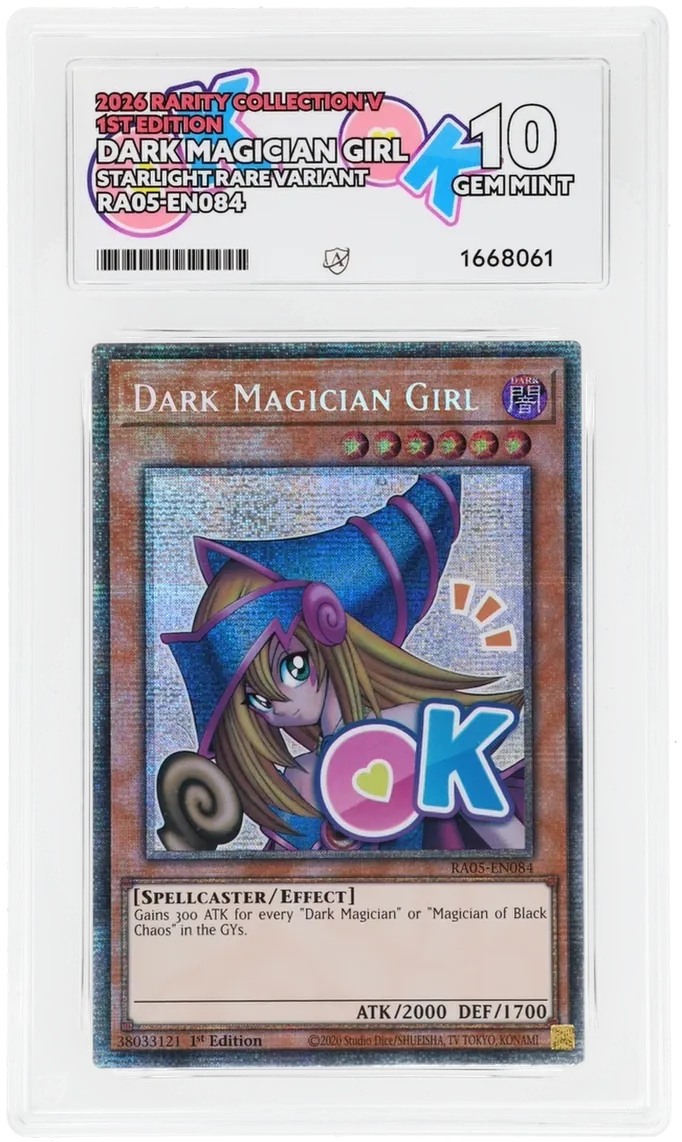 2026 RARITY COLLECTION V
1ST EDITION
DARK MAGICIAN GIRL
STARLIGHT RARE VARIANT
RA05-EN084
10
GEM MINT
1668061
DARK MAGICIAN GIRL
DARK
闇
OK
RA05-EN084
[SPELLCASTER/EFFECT]
Gains 300 ATK for every "Dark Magician" or "Magician of Black
Chaos" in the GYs.
ATK/2000 DEF/1700
38033121 1st Edition ©2020 Studio Dice/SHUEISHA, TV TOKYO, KONAMI